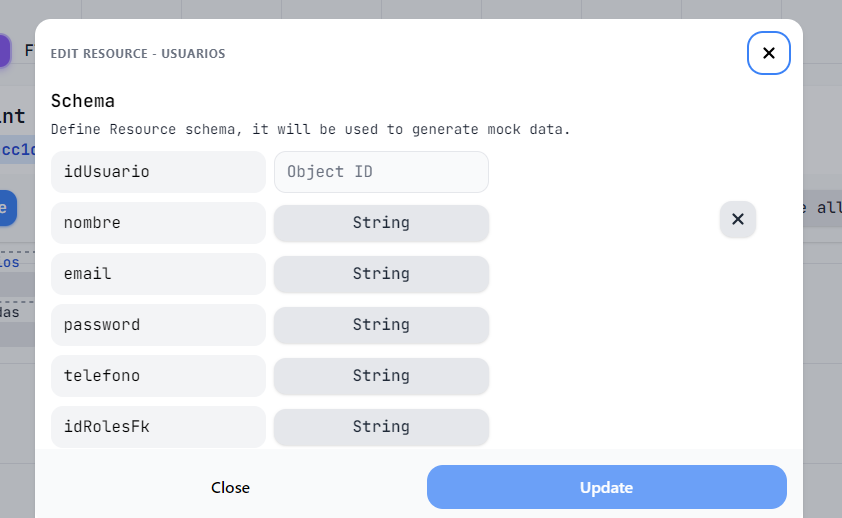 EDIT RESOURCE - USUARIOS
Schema
Define Resource schema, it will be used to generate mock data.
idUsuario Object ID
nombre String
email String
password String
telefono String
idRolesFk String
Close Update